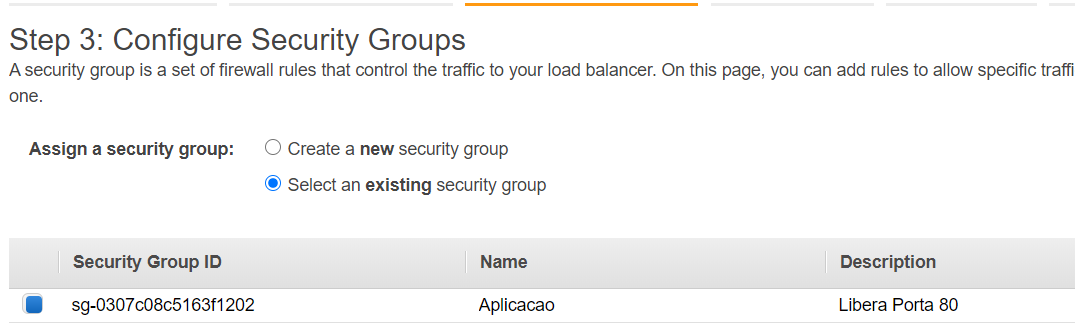 Step 3: Configure Security Groups
A security group is a set of firewall rules that control the traffic to your load balancer. On this page, you can add rules to allow specific traffi
one.
Assign a security group: Create a new security group
Select an existing security group
Security Group ID Name Description
sg-0307c08c5163f1202 Aplicacao Libera Porta 80